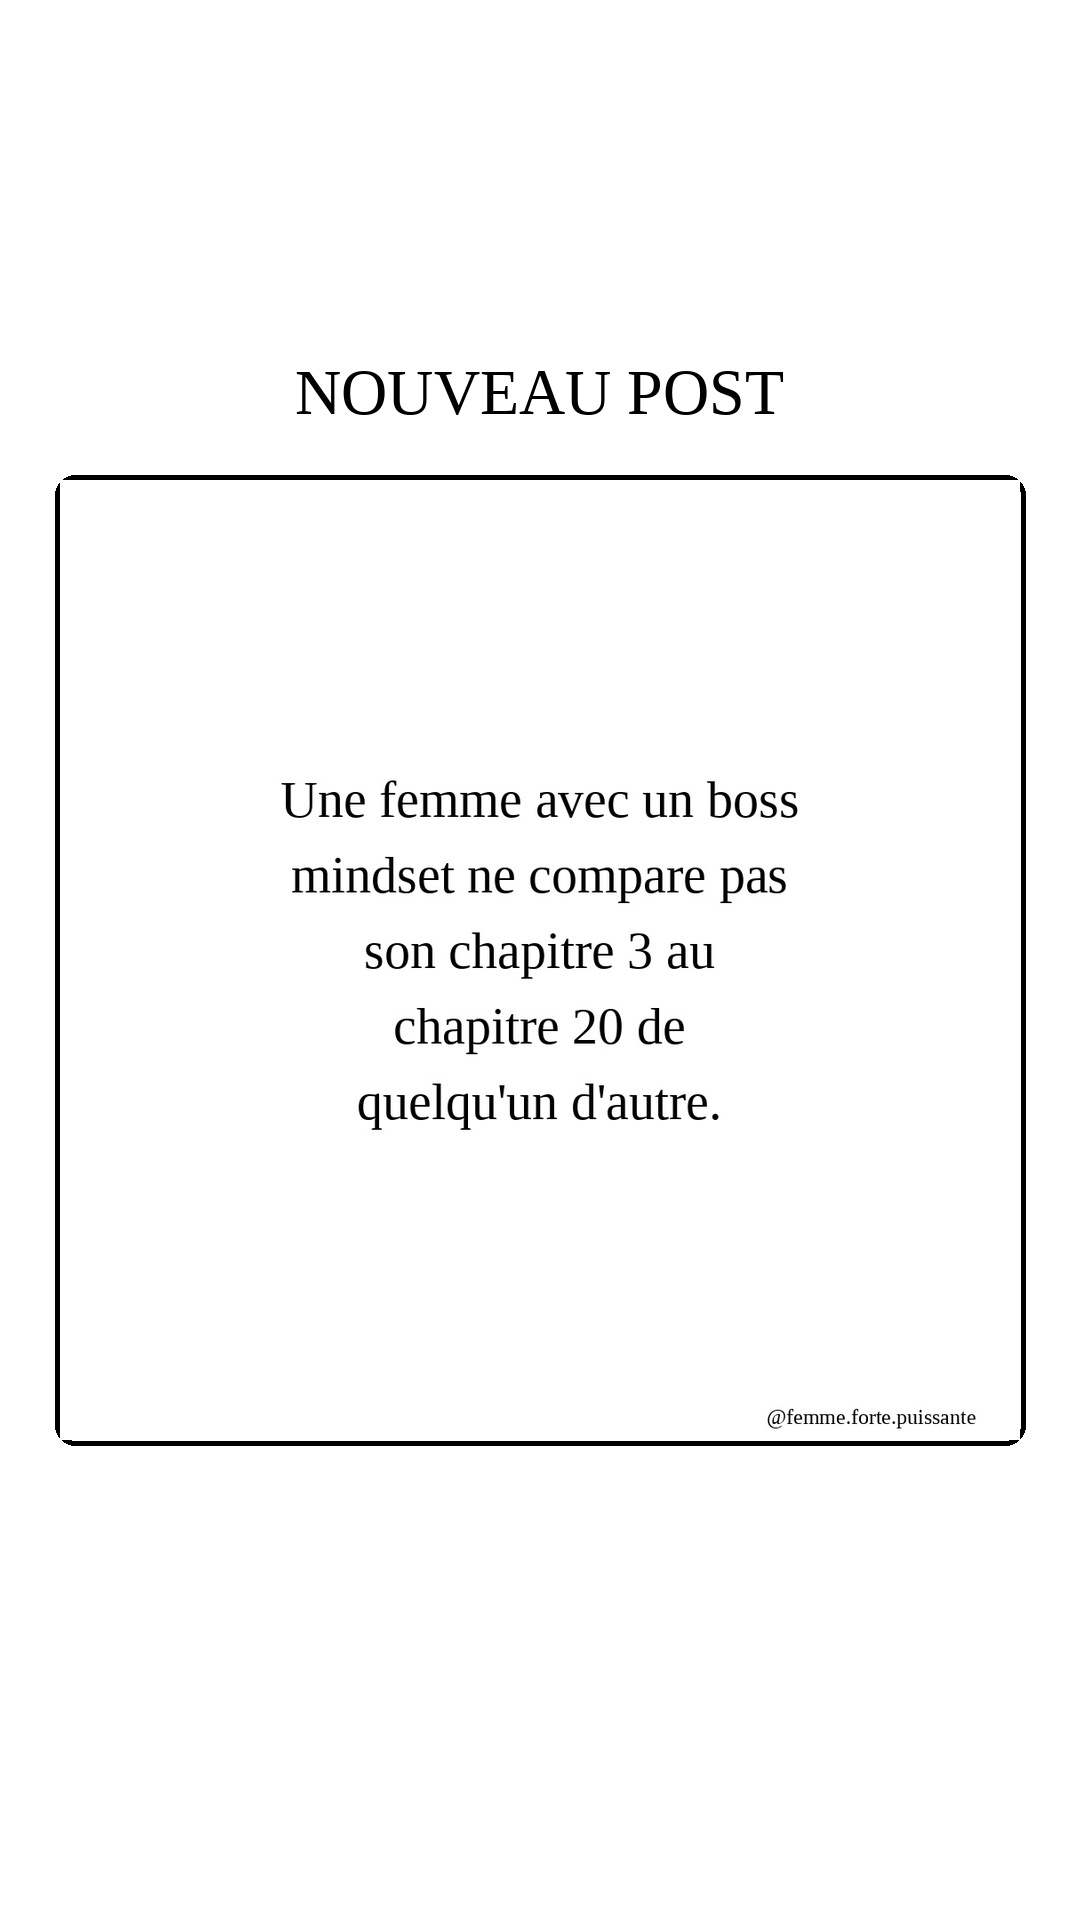 NOUVEAU POST
Une femme avec un boss
mindset ne compare pas
son chapitre 3 au
chapitre 20 de
quelqu'un d'autre.
@femme.forte.puissante